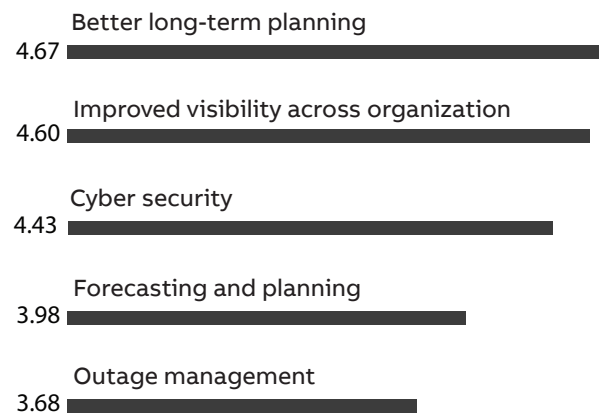 Better long-term planning
4.67
Improved visibility across organization
4.60
Cyber security
4.43
Forecasting and planning
3.98
Outage management
3.68